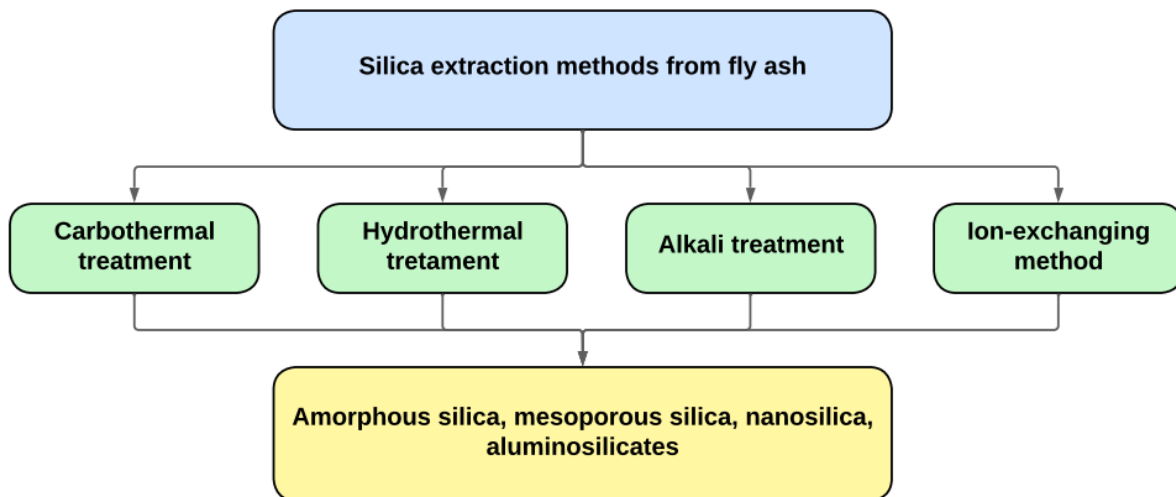 Silica extraction methods from fly ash
Carbothermal
treatment
Hydrothermal
tretament
Alkali treatment
Ion-exchanging
method
Amorphous silica, mesoporous silica, nanosilica,
aluminosilicates